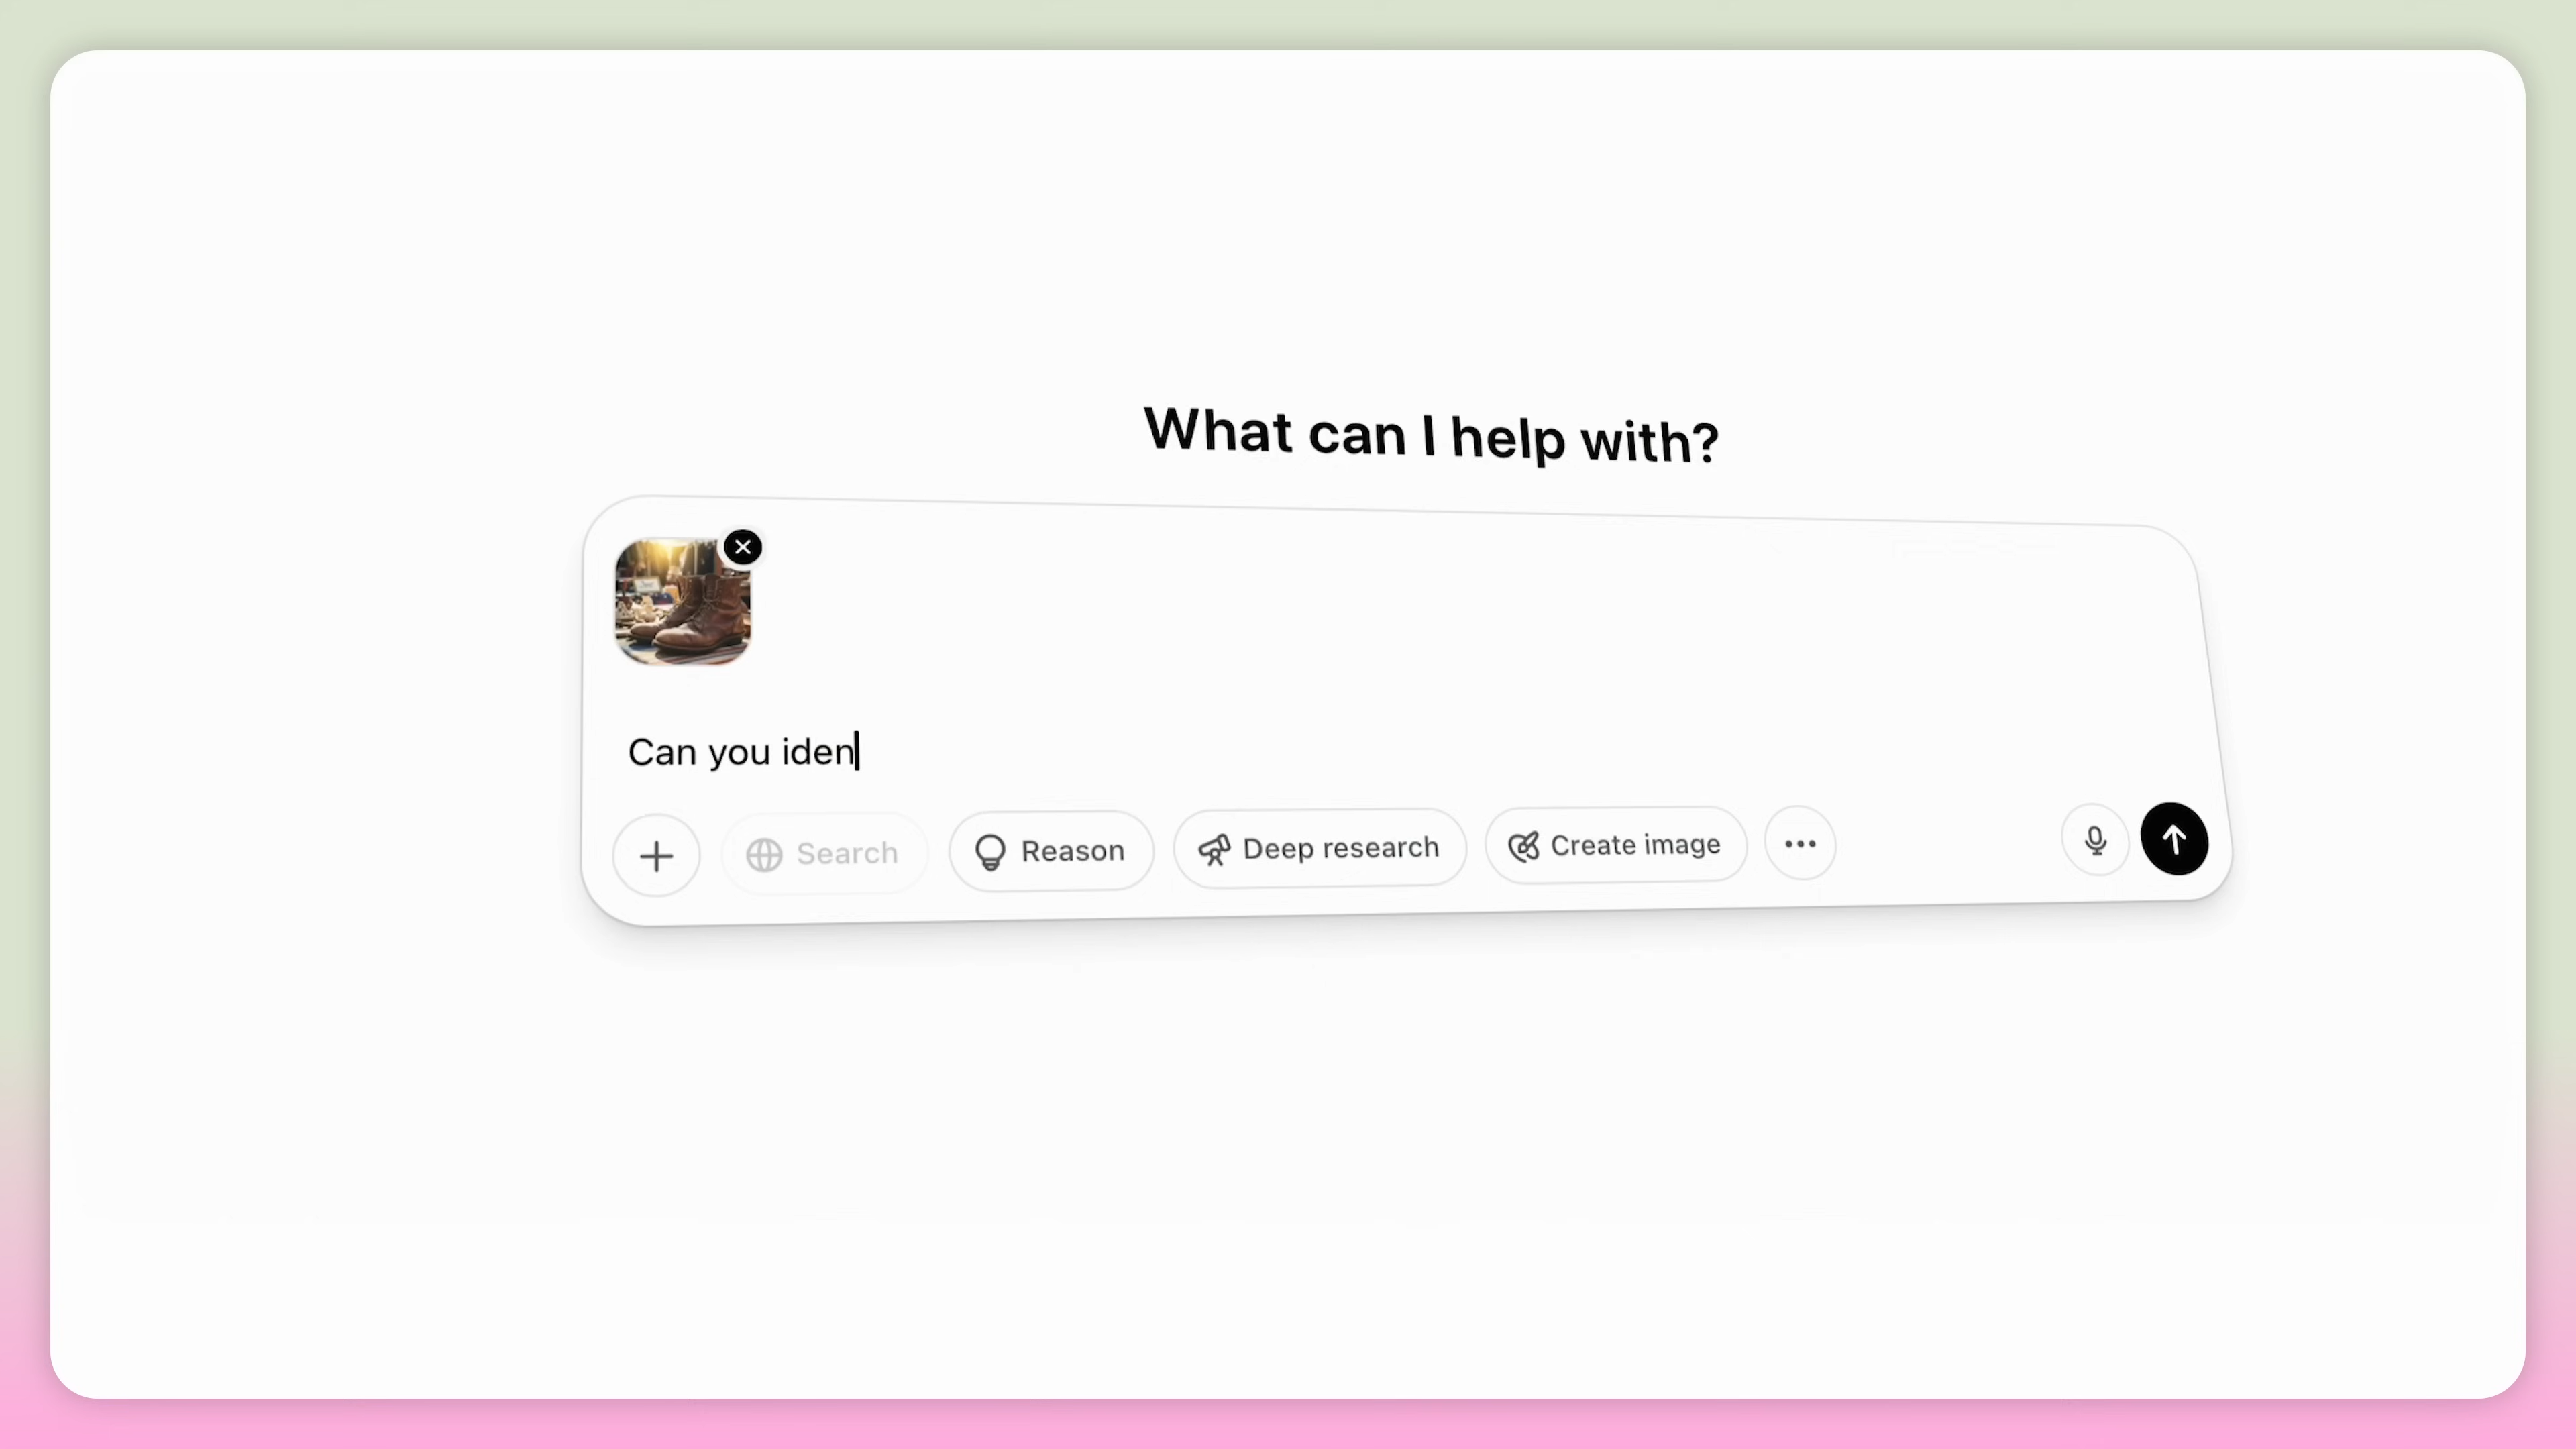 What can I help with?
Can you iden
Search
Reason
Deep research
Create image